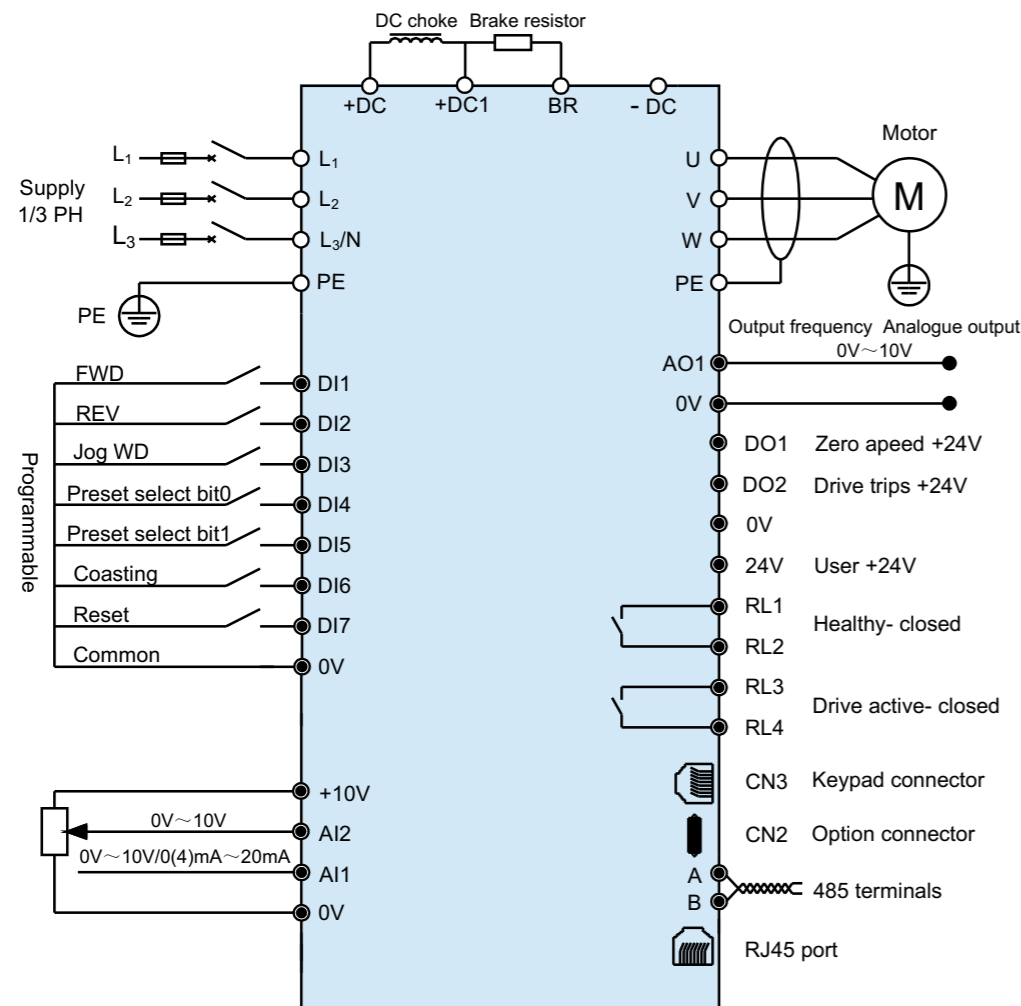 DC choke Brake resistor
+DC +DC1 BR - DC
Motor
M
Supply
1/3 PH
L₁ L₁
L₂ L₂
L₃ L₃/N
PE PE
U
V
W
PE
Output frequency Analogue output
0V～10V
AO1
0V
Programmable
FWD DI1
REV DI2
Jog WD DI3
Preset select bit0 DI4
Preset select bit1 DI5
Coasting DI6
Reset DI7
Common 0V
DO1 Zero apeed +24V
DO2 Drive trips +24V
0V
24V User +24V
RL1
Healthy- closed
RL2
RL3
Drive active- closed
RL4
+10V
0V～10V AI2
0V～10V/0(4)mA～20mA AI1
0V
CN3 Keypad connector
CN2 Option connector
A
485 terminals
B
RJ45 port